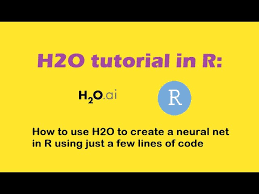 H2O tutorial in R:
H2O.ai
R
How to use H2O to create a neural net
in R using just a few lines of code